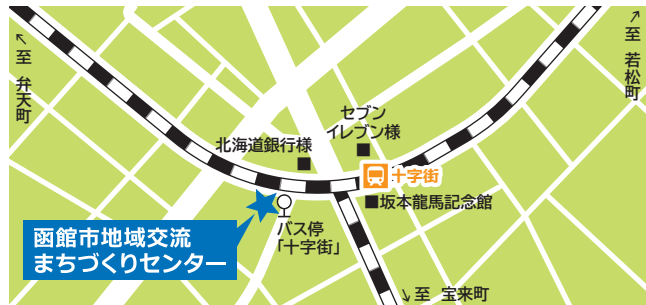 ↖
至
弁天町
↗
至
若松町
セブン
イレブン様
北海道銀行様
十字街
坂本龍馬記念館
バス停
「十字街」
函館市地域交流
まちづくりセンター
↘至 宝来町